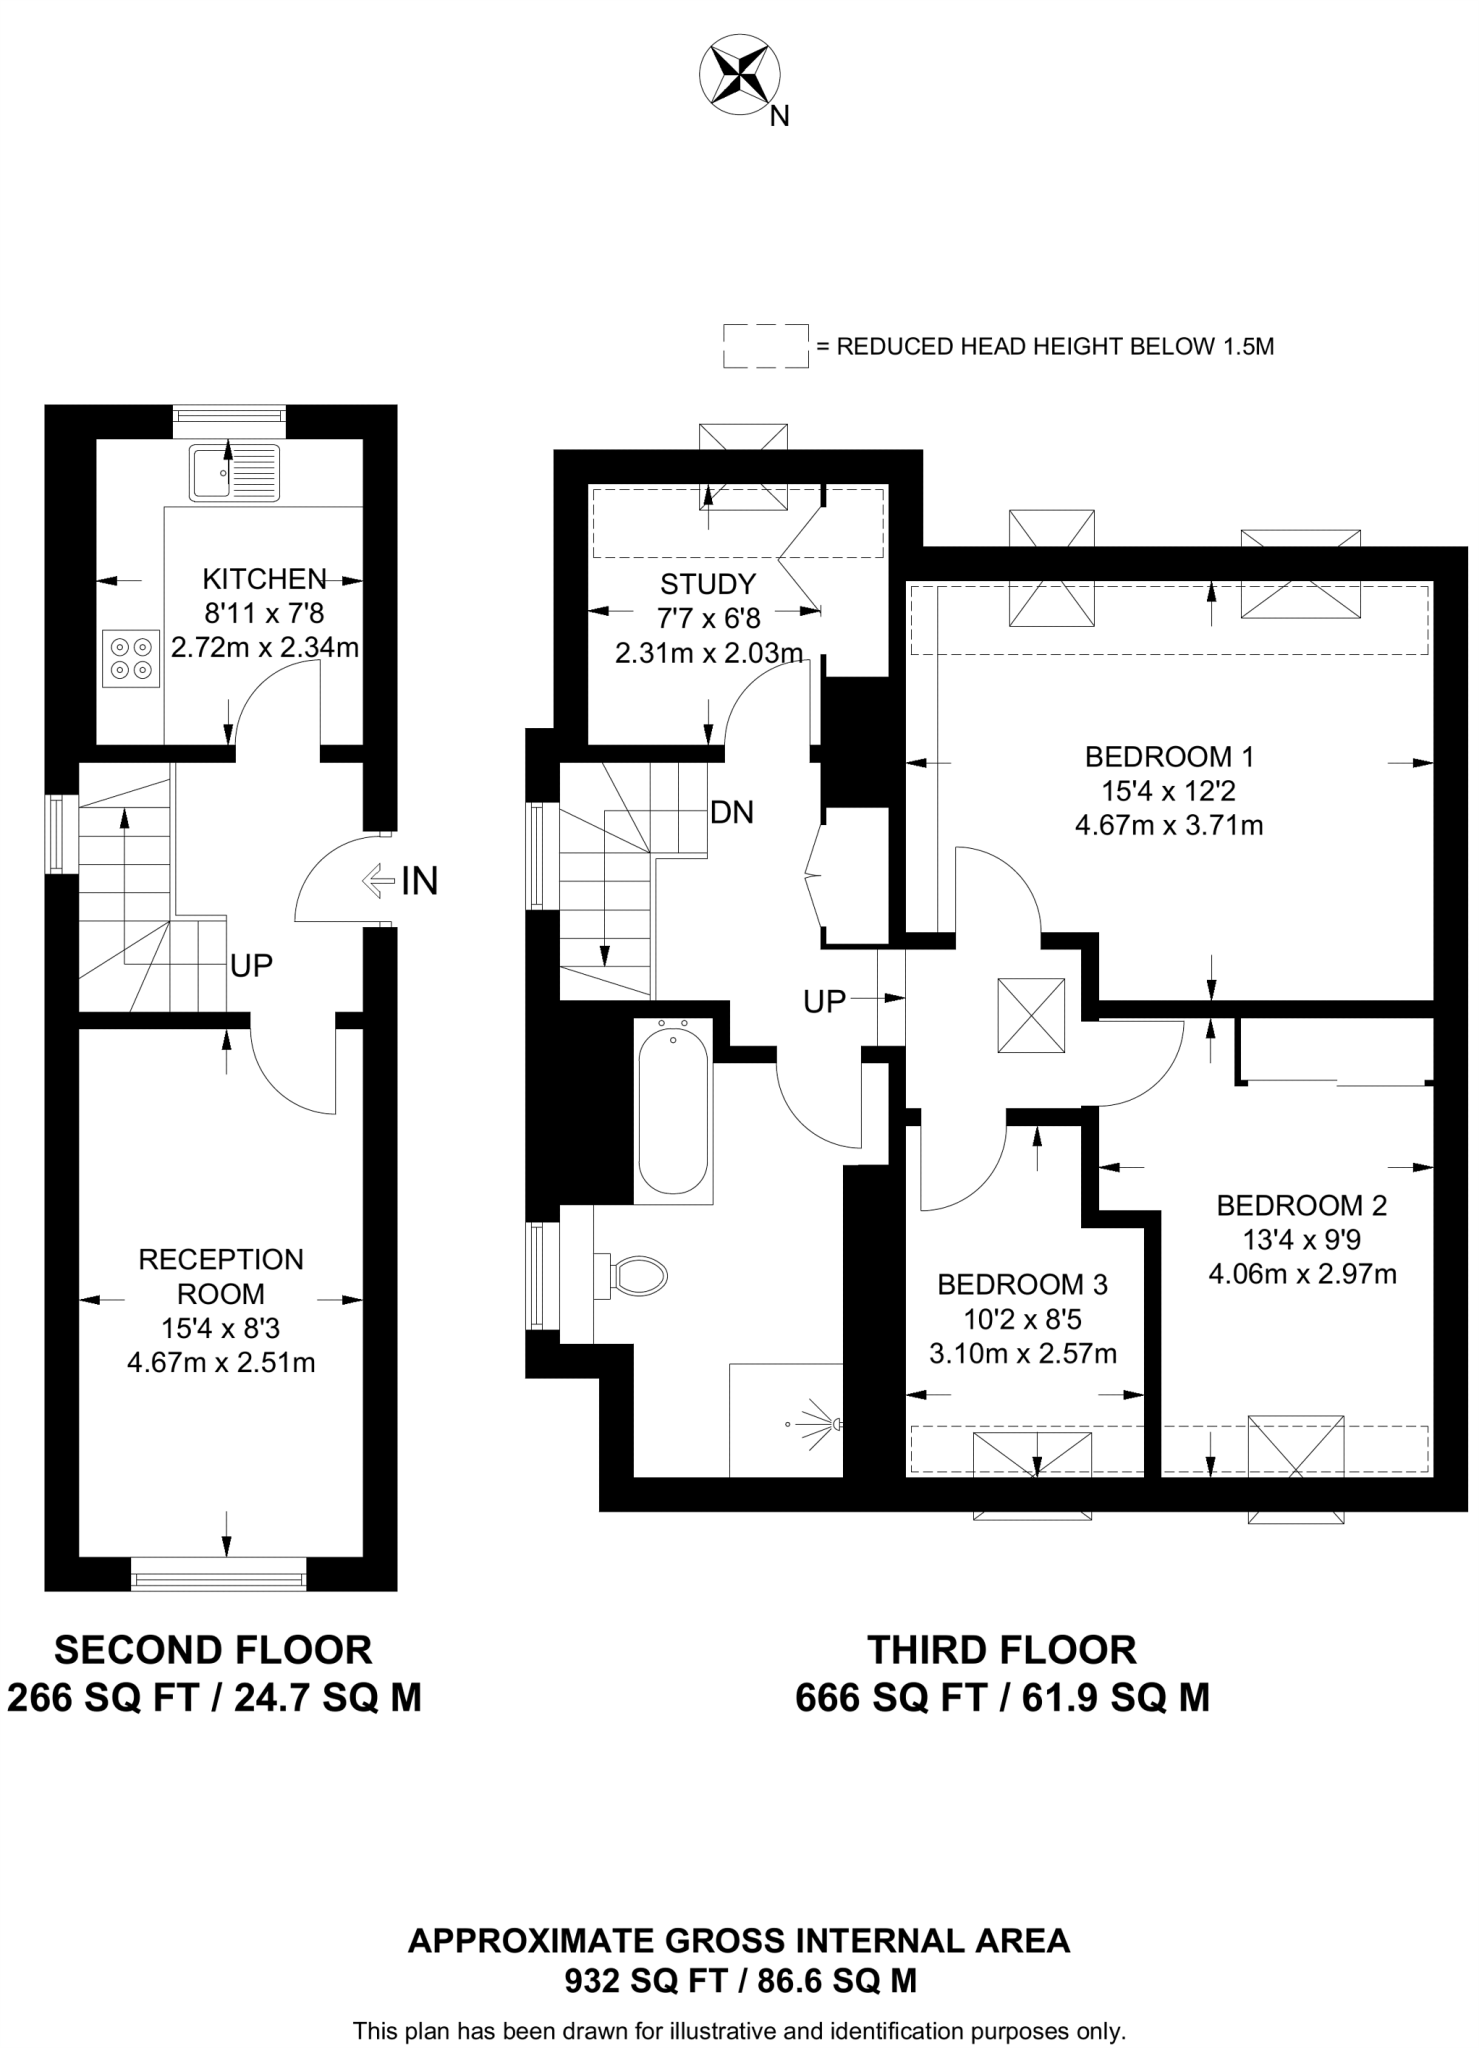 N
= REDUCED HEAD HEIGHT BELOW 1.5M
KITCHEN
8'11 x 7'8
2.72m x 2.34m
IN
UP
RECEPTION
ROOM
15'4 x 8'3
4.67m x 2.51m
SECOND FLOOR
266 SQ FT / 24.7 SQ M
STUDY
7'7 x 6'8
2.31m x 2.03m
DN
UP
BEDROOM 1
15'4 x 12'2
4.67m x 3.71m
BEDROOM 2
13'4 x 9'9
4.06m x 2.97m
BEDROOM 3
10'2 x 8'5
3.10m x 2.57m
THIRD FLOOR
666 SQ FT / 61.9 SQ M
APPROXIMATE GROSS INTERNAL AREA
932 SQ FT / 86.6 SQ M
This plan has been drawn for illustrative and identification purposes only.